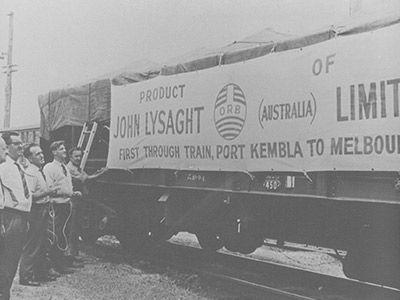 PRODUCT OF
JOHN LYSAGHT ORB (AUSTRALIA) LIMIT
FIRST THROUGH TRAIN, PORT KEMBLA TO MELBOU